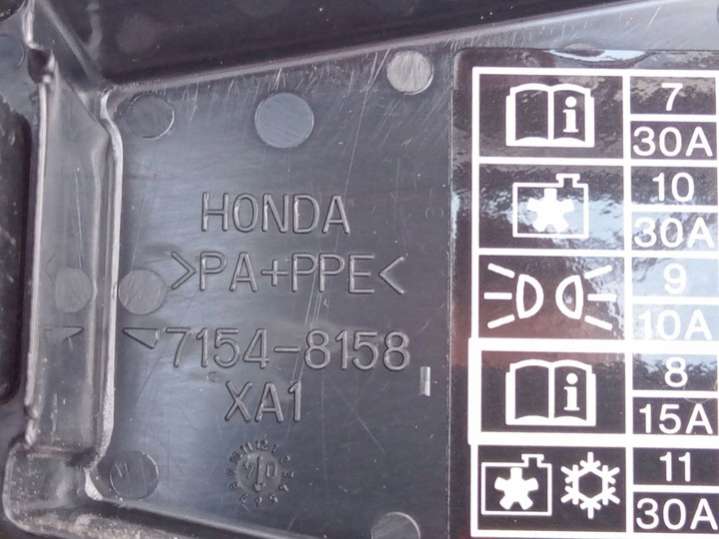 HONDA
>PA+PPE<
7154-8158
XA1
i 7
30A
10
30A
9
10A
i 8
15A
11
30A